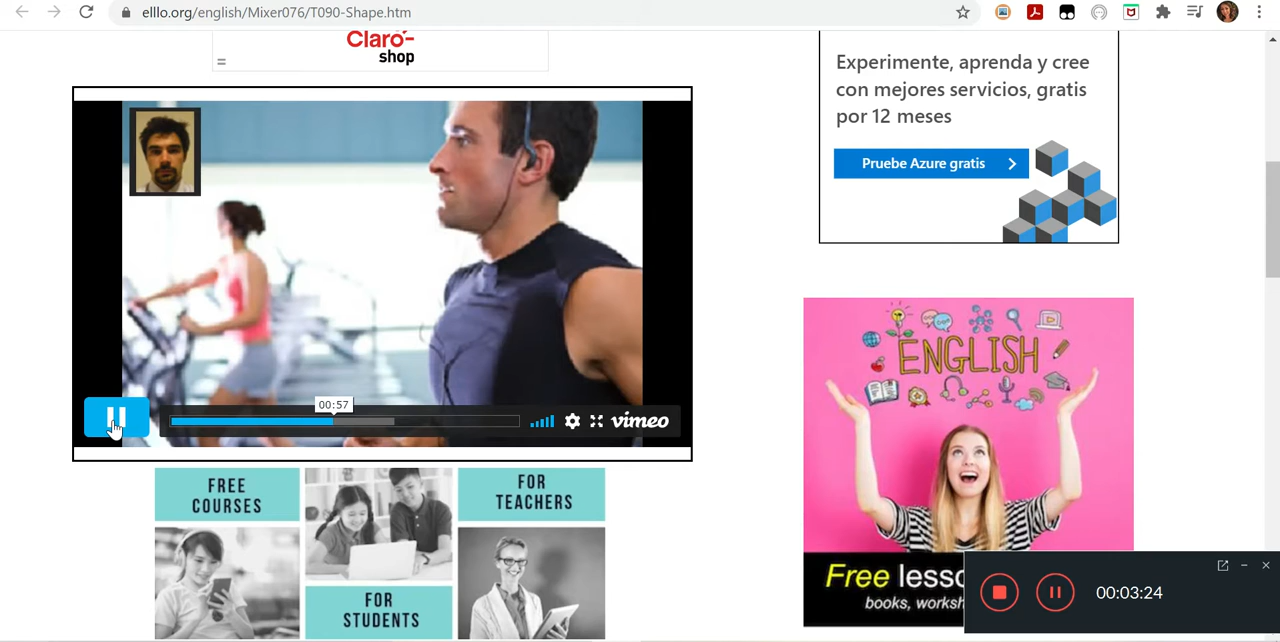 elllo.org/english/Mixer076/T090-Shape.htm
Claro-
shop
Experimente, aprenda y cree
con mejores servicios, gratis
por 12 meses
Pruebe Azure gratis
00:57
vimeo
FREE
COURSES
FOR
TEACHERS
FOR
STUDENTS
ENGLISH
Free lesso
books, worksh
00:03:24